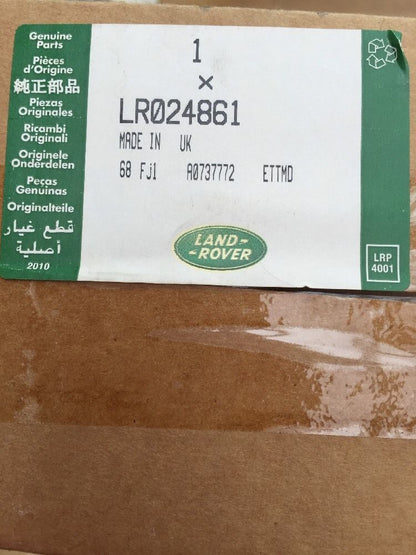 Genuine
Parts
Pièces
d'Origine
純正部品
Piezas
Originales
Ricambi
Originali
Originele
Onderdelen
Peças
Genuinas
Originalteile
قطع غيار
أصلية
2010
1
x
LR024861
MADE IN UK
68 FJ1 A0737772 ETTMD
LAND-
-ROVER
LRP
4001